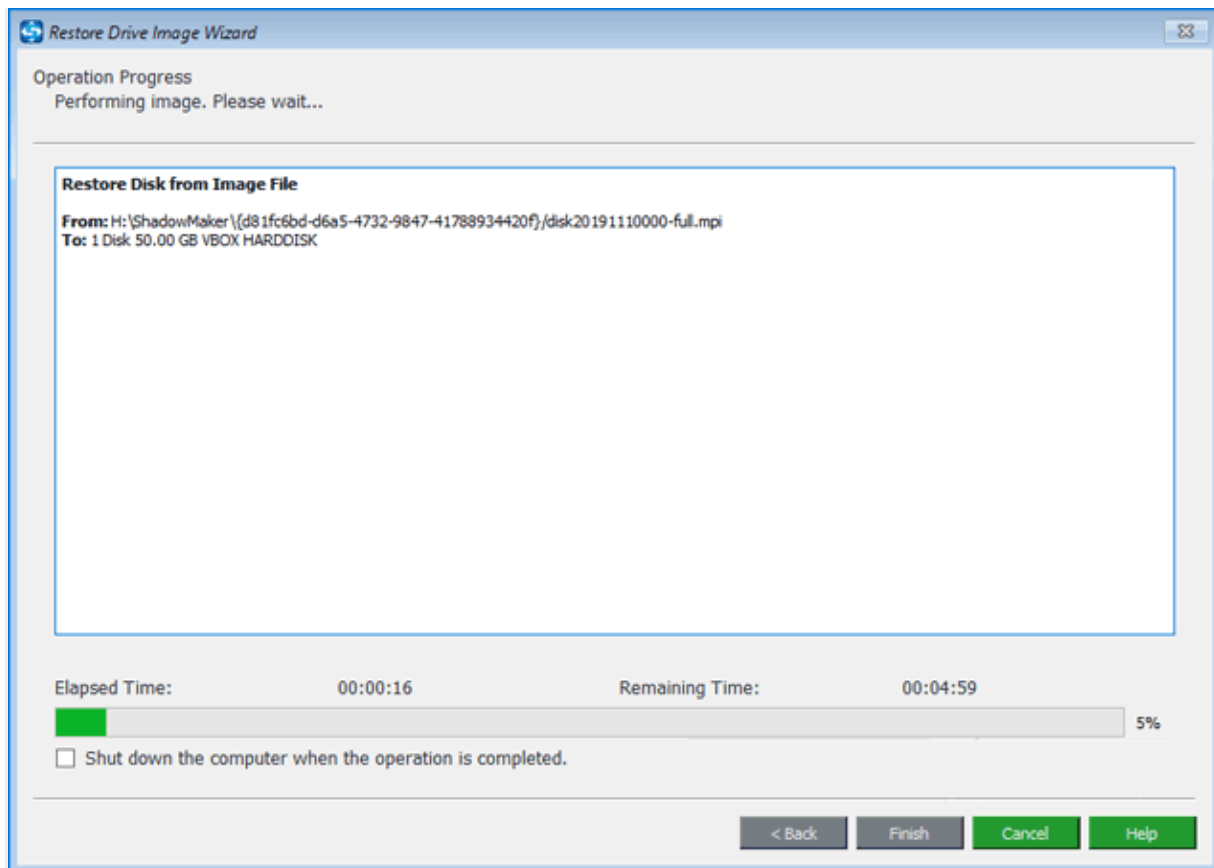 Restore Drive Image Wizard
Operation Progress
Performing image. Please wait...
Restore Disk from Image File
From: H:\ShadowMaker\{d81fc6bd-d6a5-4732-9847-41788934420f}/disk20191110000-full.mpi
To: 1 Disk 50.00 GB VBOX HARDDISK
Elapsed Time: 00:00:16 Remaining Time: 00:04:59
5%
Shut down the computer when the operation is completed.
< Back Finish Cancel Help